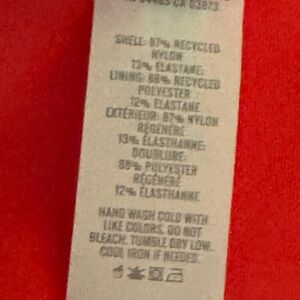 SHELL: 87% RECYCLED
NYLON
13% ELASTANE;
LINING: 88% RECYCLED
POLYESTER
12% ELASTANE
EXTÉRIEUR: 87% NYLON
RÉGÉNÉRÉ
13% ÉLASTHANNE;
DOUBLURE:
88% POLYESTER
RÉGÉNÉRÉ
12% ÉLASTHANNE
HAND WASH COLD WITH
LIKE COLORS. DO NOT
BLEACH. TUMBLE DRY LOW.
COOL IRON IF NEEDED.